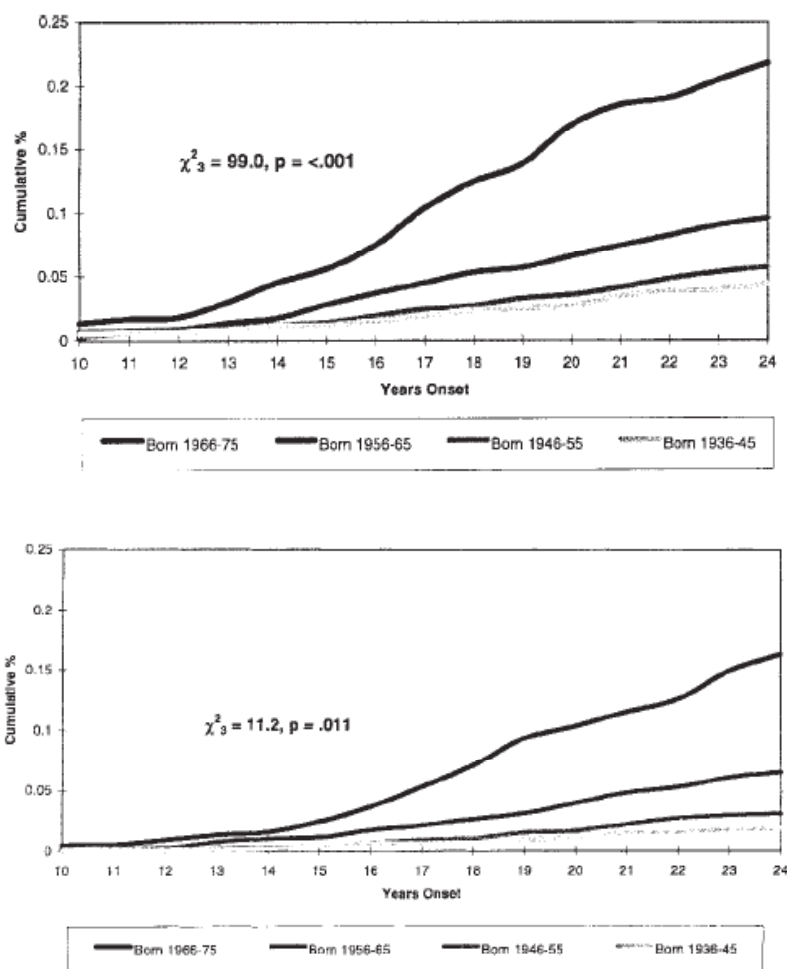 0.25
0.2
0.15
0.1
0.05
0
Cumulative %
χ²₃ = 99.0, p = <.001
10 11 12 13 14 15 16 17 18 19 20 21 22 23 24
Years Onset
Born 1966-75 Born 1956-65 Born 1946-55 Born 1936-45
0.25
0.2
0.15
0.1
0.05
0
Cumulative %
χ²₃ = 11.2, p = .011
10 11 12 13 14 15 16 17 18 19 20 21 22 23 24
Years Onset
Born 1966-75 Born 1956-65 Born 1946-55 Born 1936-45